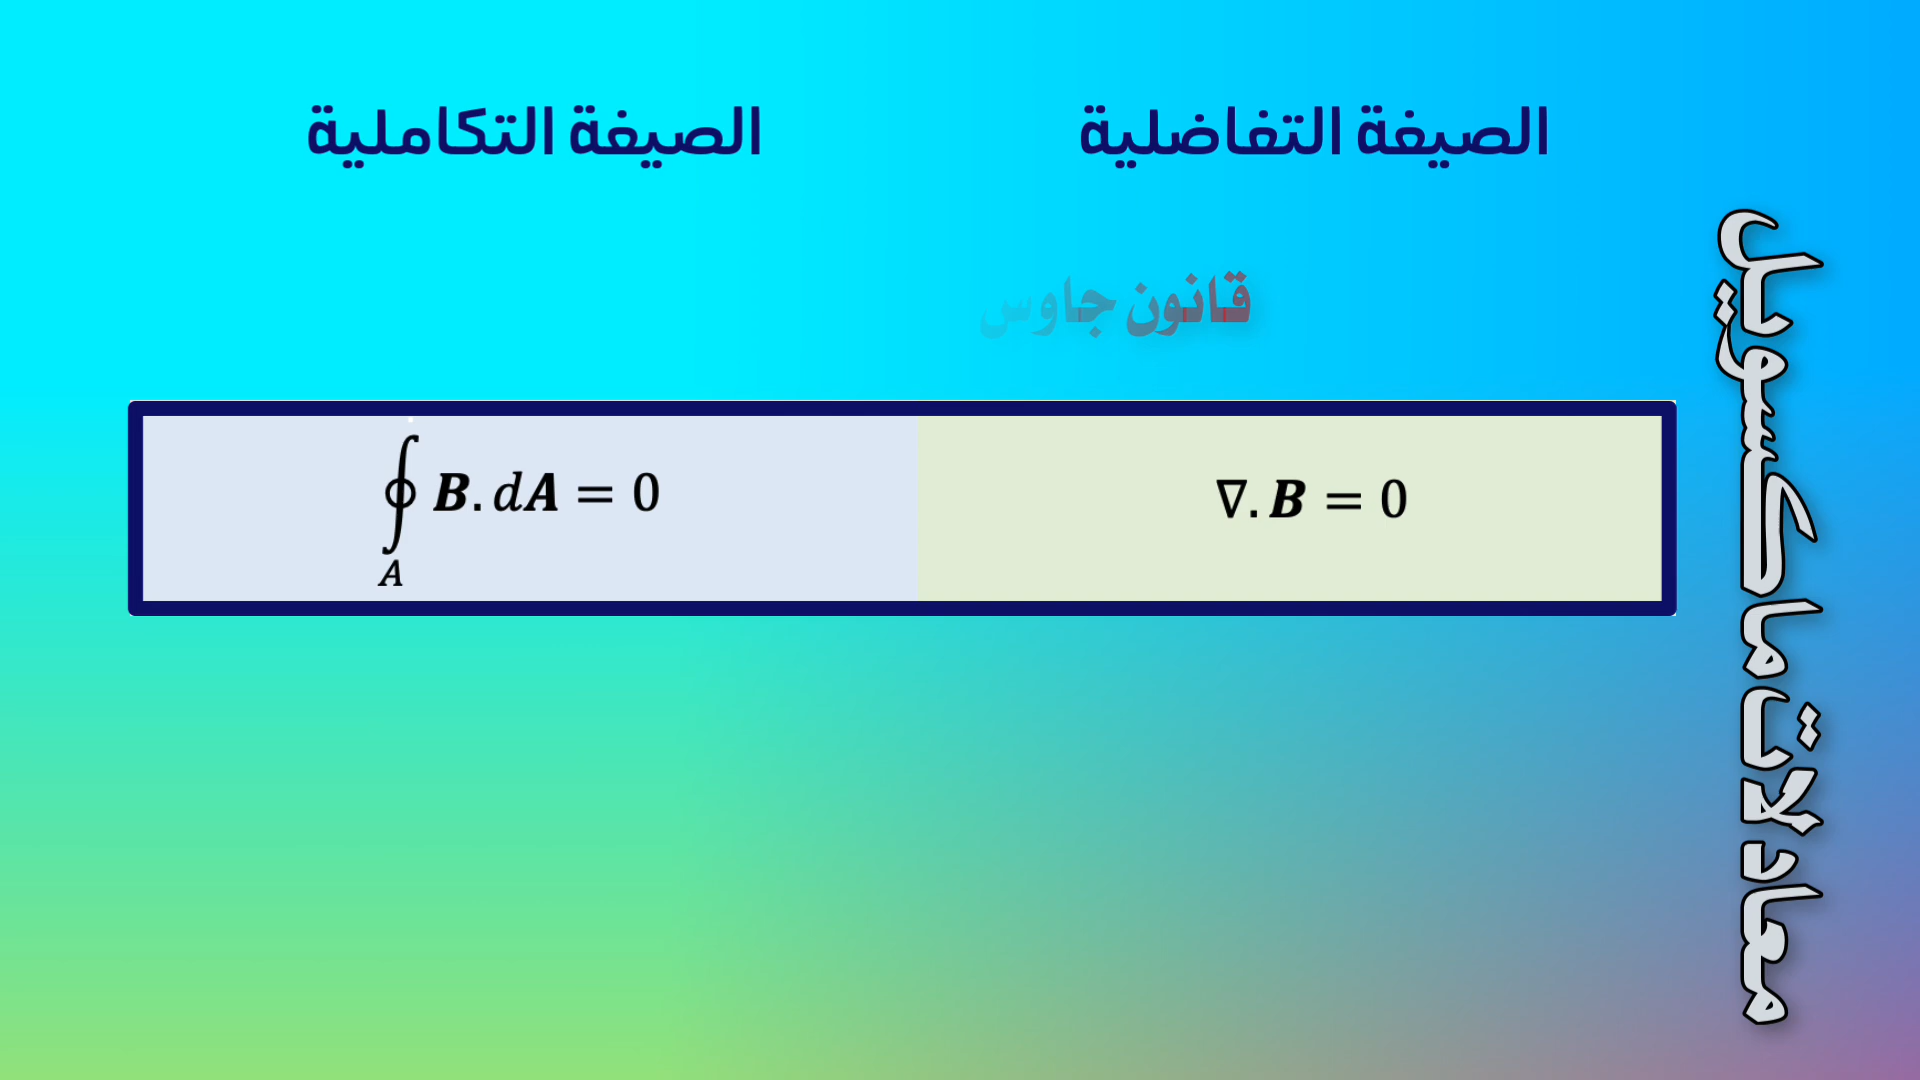 معادلات ماكسويل
الصيغة التفاضلية
الصيغة التكاملية
قانون جاوس
∇. B = 0
∮_A B. dA = 0